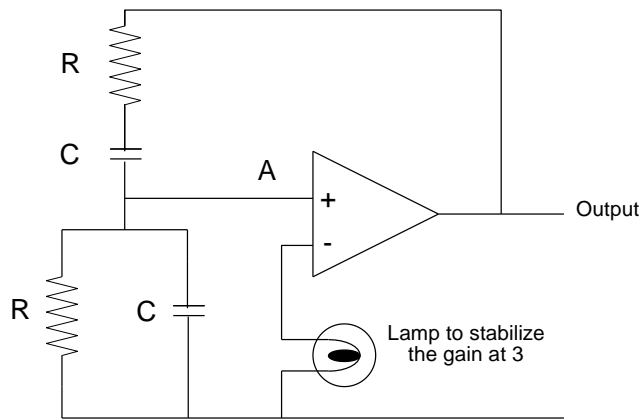 R
C
A
+
-
Output
R
C
Lamp to stabilize
the gain at 3